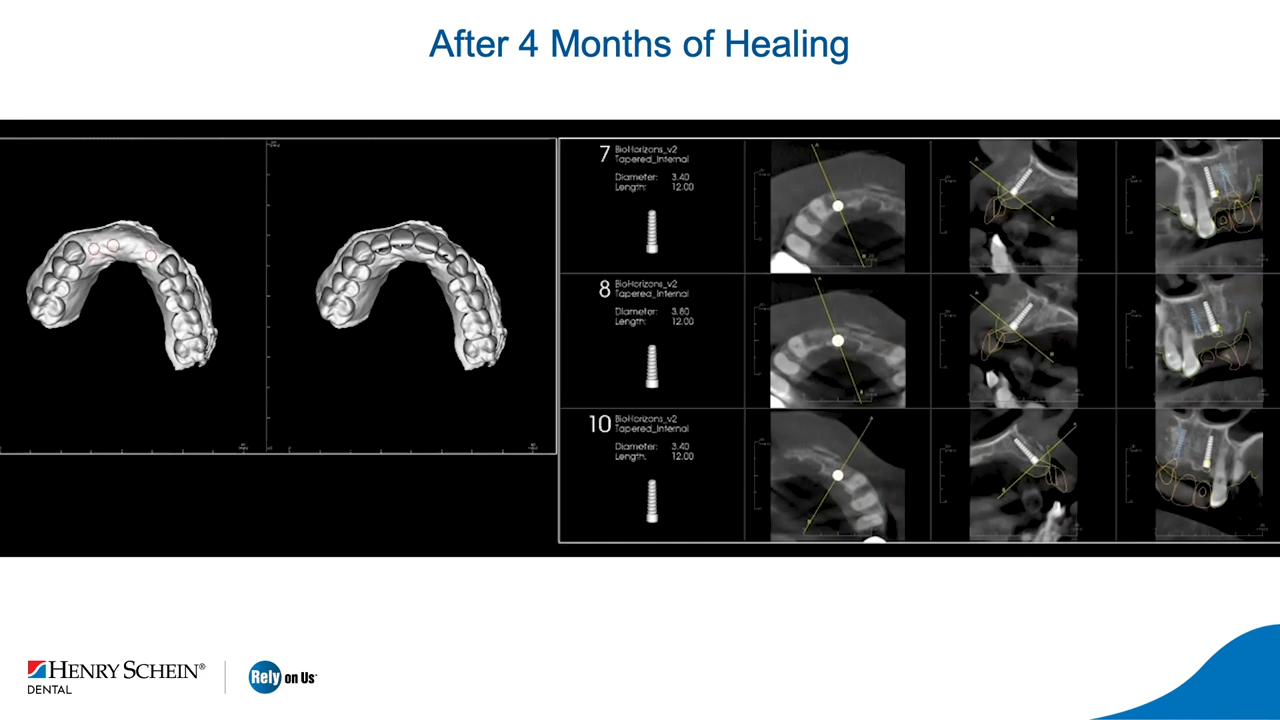 After 4 Months of Healing
7
BioHorizons_v2
Tapered_Internal
Diameter: 3.40
Length: 12.00
8
BioHorizons_v2
Tapered_Internal
Diameter: 3.80
Length: 12.00
10
BioHorizons_v2
Tapered_Internal
Diameter: 3.40
Length: 12.00
HENRY SCHEIN®
DENTAL
Rely on Us